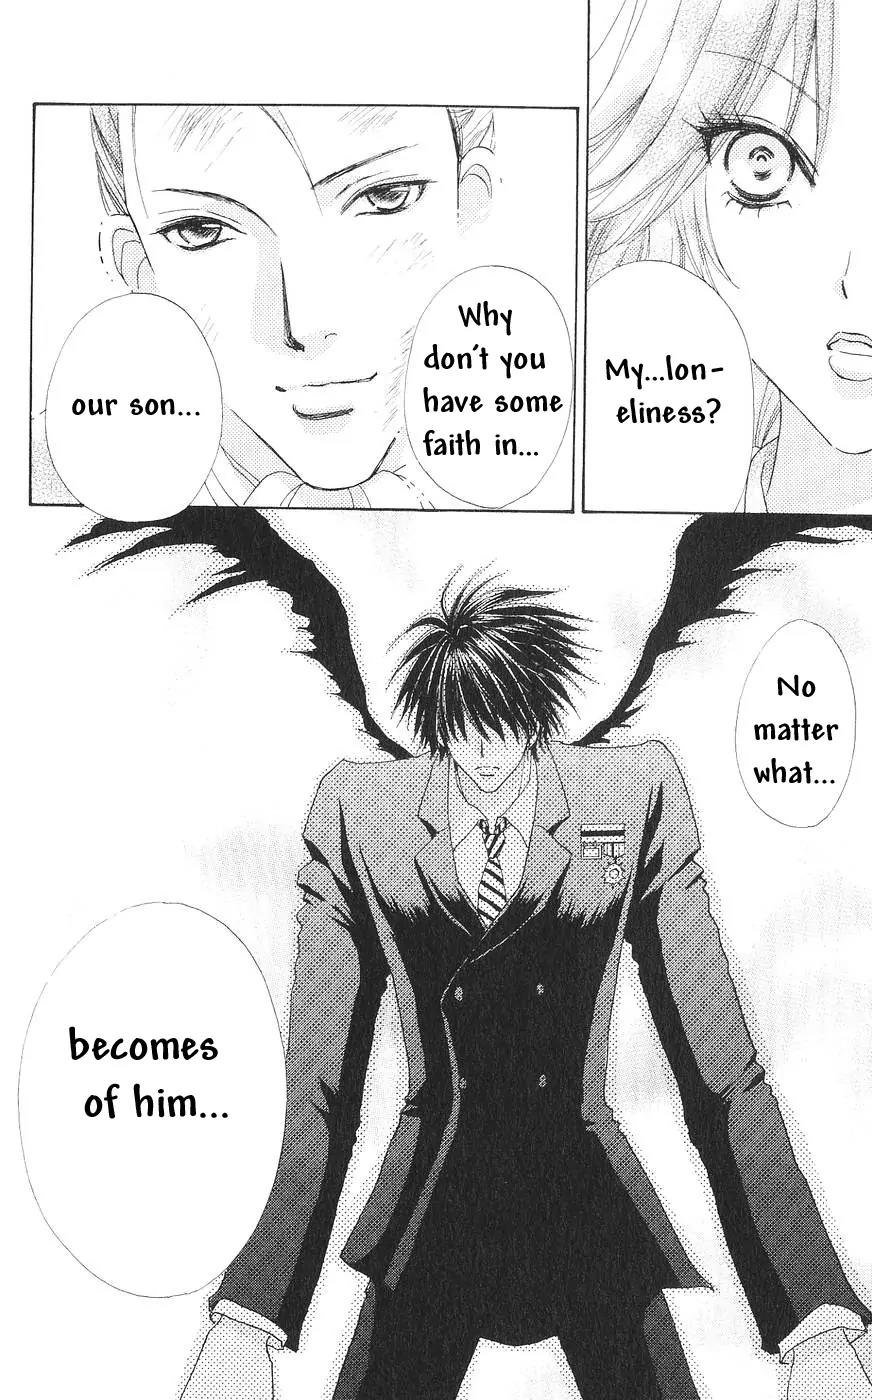 My...lon-
eliness?
Why
don't you
have some
faith in...
our son...
No
matter
what...
becomes
of him...